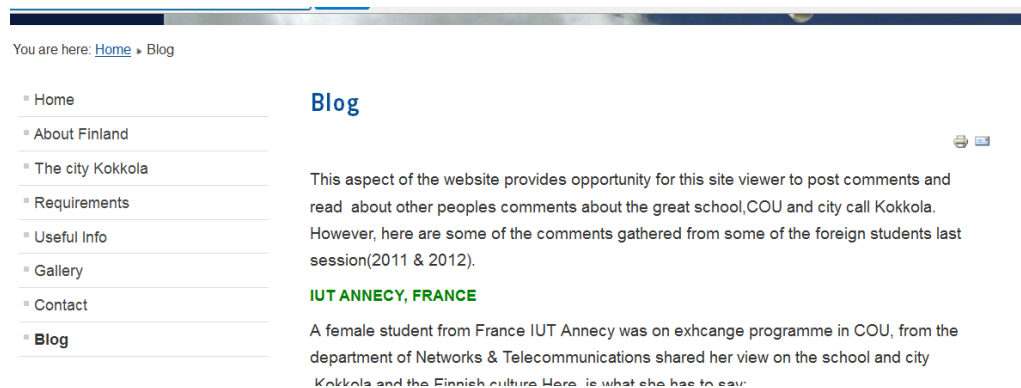 You are here: Home ▸ Blog
Home
About Finland
The city Kokkola
Requirements
Useful Info
Gallery
Contact
Blog
Blog
This aspect of the website provides opportunity for this site viewer to post comments and
read  about other peoples comments about the great school,COU and city call Kokkola.
However, here are some of the comments gathered from some of the foreign students last
session(2011 & 2012).
IUT ANNECY, FRANCE
A female student from France IUT Annecy was on exhcange programme in COU, from the
department of Networks & Telecommunications shared her view on the school and city
Kokkola and the Finnish culture Here  is what she has to say: